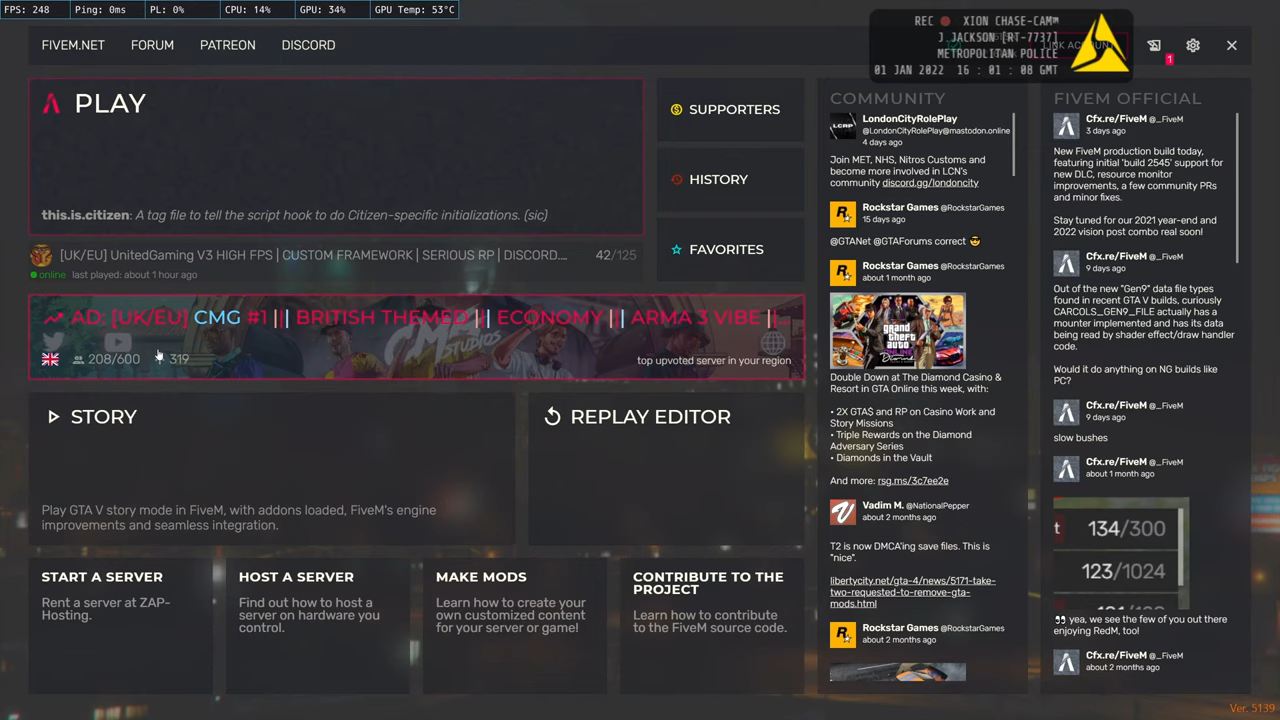 FPS: 248
Ping: 0ms
PL: 0%
CPU: 14%
GPU: 34%
GPU Temp: 53°C
FIVEM.NET
FORUM
PATREON
DISCORD
REC XION CHASE-CAM™
J JACKSON [RT-7737]
METROPOLITAN POLICE
01 JAN 2022 16 : 01 : 08 GMT
1
PLAY
this.is.citizen: A tag file to tell the script hook to do Citizen-specific initializations. (sic)
[UK/EU] UnitedGaming V3 HIGH FPS | CUSTOM FRAMEWORK | SERIOUS RP | DISCORD....
42/125
online last played: about 1 hour ago
SUPPORTERS
HISTORY
FAVORITES
AD: [UK/EU] CMG #1 || BRITISH THEMED || ECONOMY || ARMA 3 VIBE ||
208/600
319
top upvoted server in your region
STORY
Play GTA V story mode in FiveM, with addons loaded, FiveM's engine
improvements and seamless integration.
REPLAY EDITOR
START A SERVER
Rent a server at ZAP-
Hosting.
HOST A SERVER
Find out how to host a
server on hardware you
control.
MAKE MODS
Learn how to create your
own customized content
for your server or game!
CONTRIBUTE TO THE
PROJECT
Learn how to contribute
to the FiveM source code.
COMMUNITY
LCRP
LondonCityRolePlay
@LondonCityRolePlay@mastodon.online
4 days ago
Join MET, NHS, Nitros Customs and
become more involved in LCN's
community discord.gg/londoncity
Rockstar Games @RockstarGames
15 days ago
@GTANet @GTAForums correct 😎
Rockstar Games @RockstarGames
about 1 month ago
grand
theft
auto
ONLINE
Double Down at The Diamond Casino &
Resort in GTA Online this week, with:
• 2X GTA$ and RP on Casino Work and
Story Missions
• Triple Rewards on the Diamond
Adversary Series
• Diamonds in the Vault
And more: rsg.ms/3c7ee2e
Vadim M. @NationalPepper
about 2 months ago
T2 is now DMCA'ing save files. This is
"nice".
libertycity.net/gta-4/news/5171-take-
two-requested-to-remove-gta-
mods.html
Rockstar Games @RockstarGames
about 2 months ago
FIVEM OFFICIAL
Cfx.re/FiveM @_FiveM
3 days ago
New FiveM production build today,
featuring initial 'build 2545' support for
new DLC, resource monitor
improvements, a few community PRs
and minor fixes.
Stay tuned for our 2021 year-end and
2022 vision post combo real soon!
Cfx.re/FiveM @_FiveM
9 days ago
Out of the new "Gen9" data file types
found in recent GTA V builds, curiously
CARCOLS_GEN9_FILE actually has a
mounter implemented and has its data
being read by shader effect/draw handler
code.
Would it do anything on NG builds like
PC?
Cfx.re/FiveM @_FiveM
9 days ago
slow bushes
Cfx.re/FiveM @_FiveM
about 1 month ago
134/300
123/1024
👀 yea, we see the few of you out there
enjoying RedM, too!
Cfx.re/FiveM @_FiveM
about 2 months ago
Ver. 5139